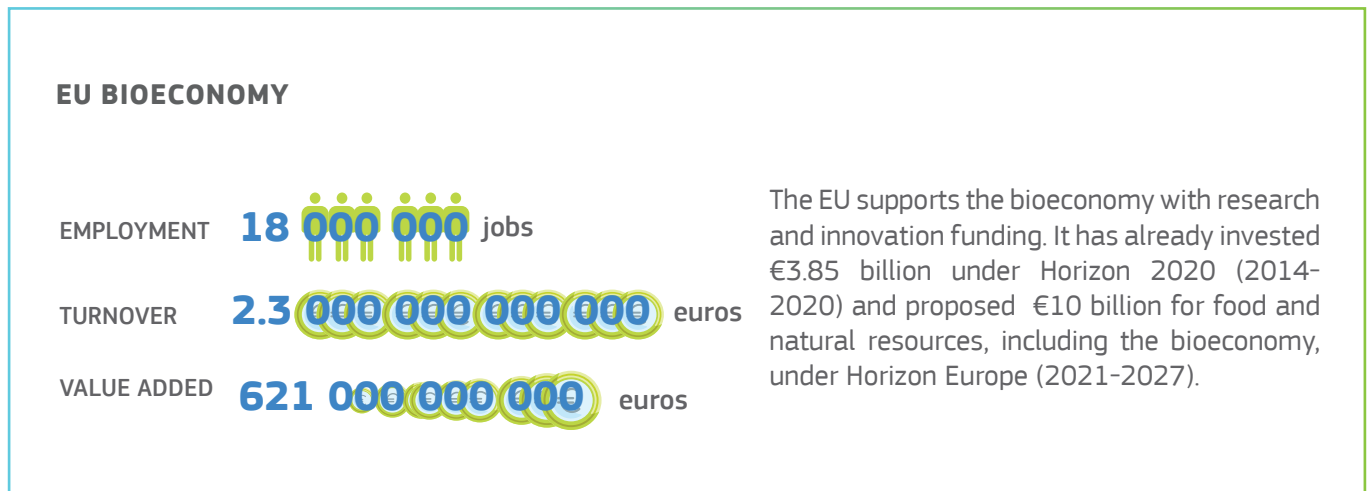 EU BIOECONOMY
EMPLOYMENT 18 000 000 jobs
TURNOVER 2.3 000 000 000 000 euros
VALUE ADDED 621 000 000 000 euros
The EU supports the bioeconomy with research
and innovation funding. It has already invested
€3.85 billion under Horizon 2020 (2014-
2020) and proposed €10 billion for food and
natural resources, including the bioeconomy,
under Horizon Europe (2021-2027).